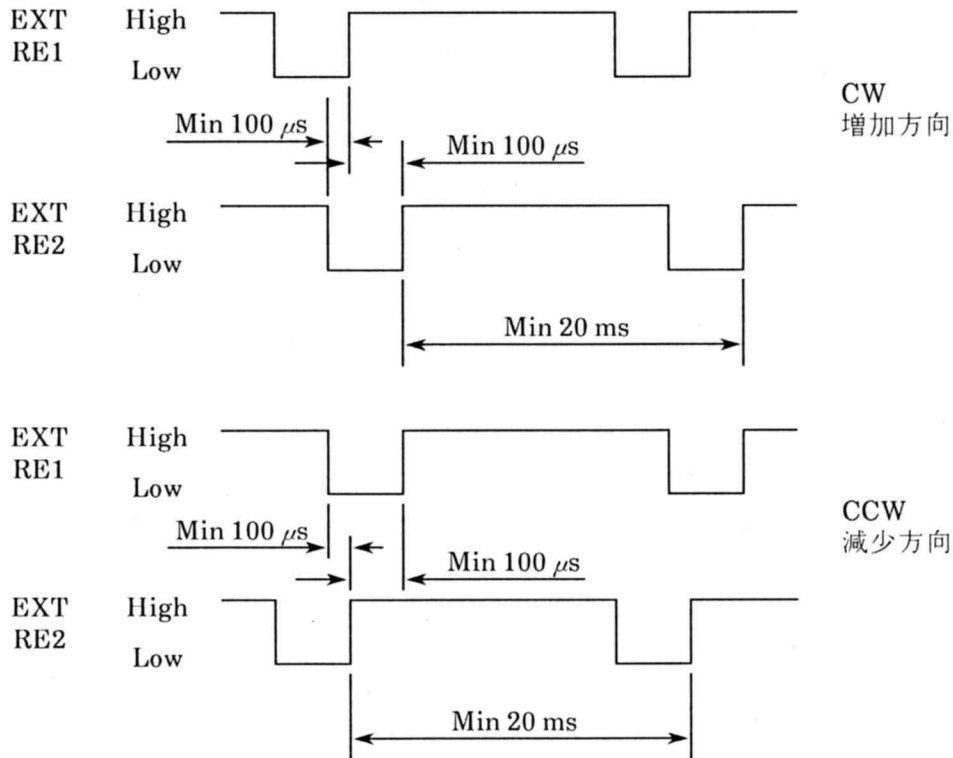 EXT High
RE1
Low
CW
増加方向
Min 100 μs
Min 100 μs
EXT High
RE2
Low
Min 20 ms
EXT High
RE1
Low
CCW
減少方向
Min 100 μs
Min 100 μs
EXT High
RE2
Low
Min 20 ms